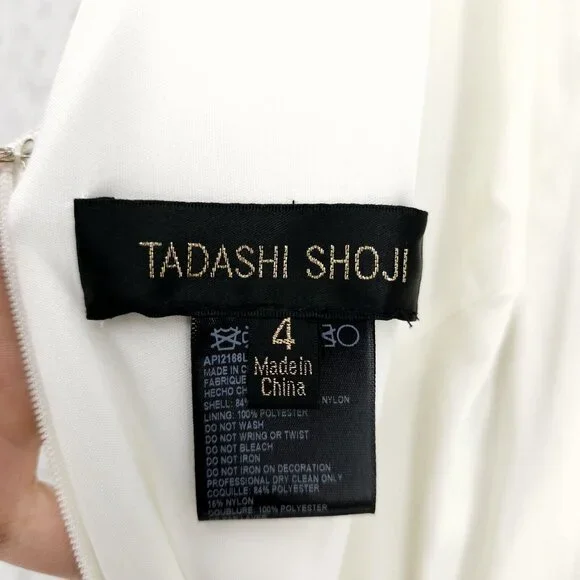 TADASHI SHOJI
4
Made in
China
API2166L
MADE IN C
FABRIQUE
HECHO CH
SHELL: 84% NYLON
LINING: 100% POLYESTER
DO NOT WASH
DO NOT WRING OR TWIST
DO NOT BLEACH
DO NOT IRON
DO NOT IRON ON DECORATION
PROFESSIONAL DRY CLEAN ONLY
COQUILLE: 84% POLYESTER
16% NYLON
DOUBLURE: 100% POLYESTER